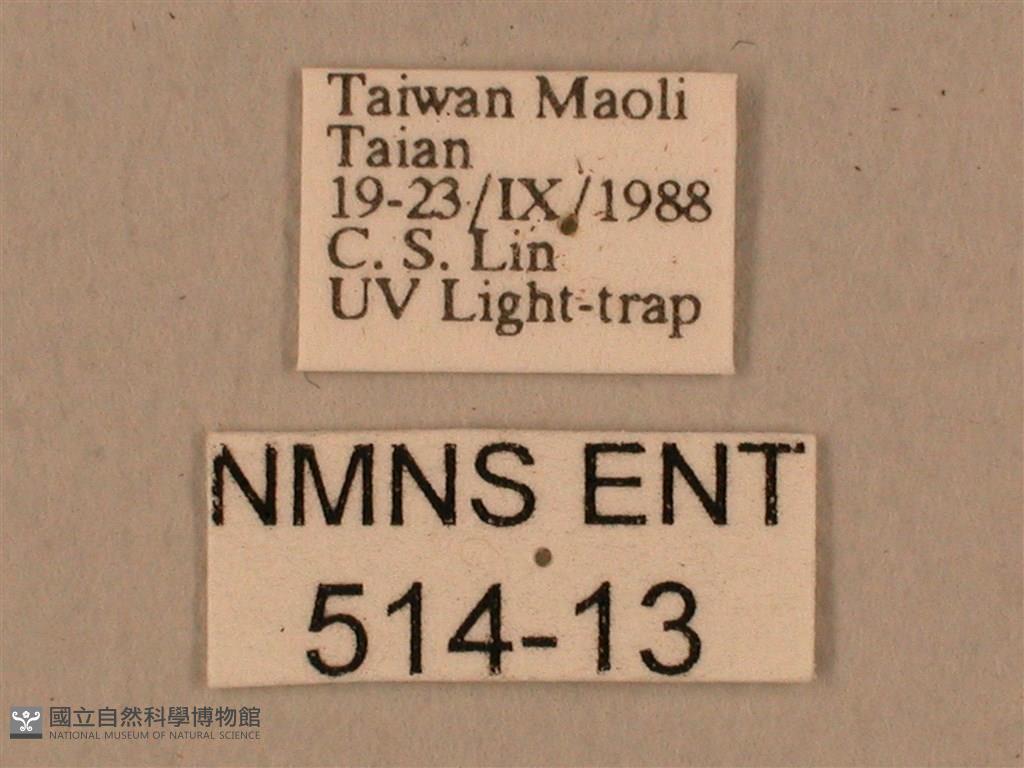 Taiwan Maoli
Taian
19-23/IX/1988
C. S. Lin
UV Light-trap
NMNS ENT
514-13
國立自然科學博物館
NATIONAL MUSEUM OF NATURAL SCIENCE